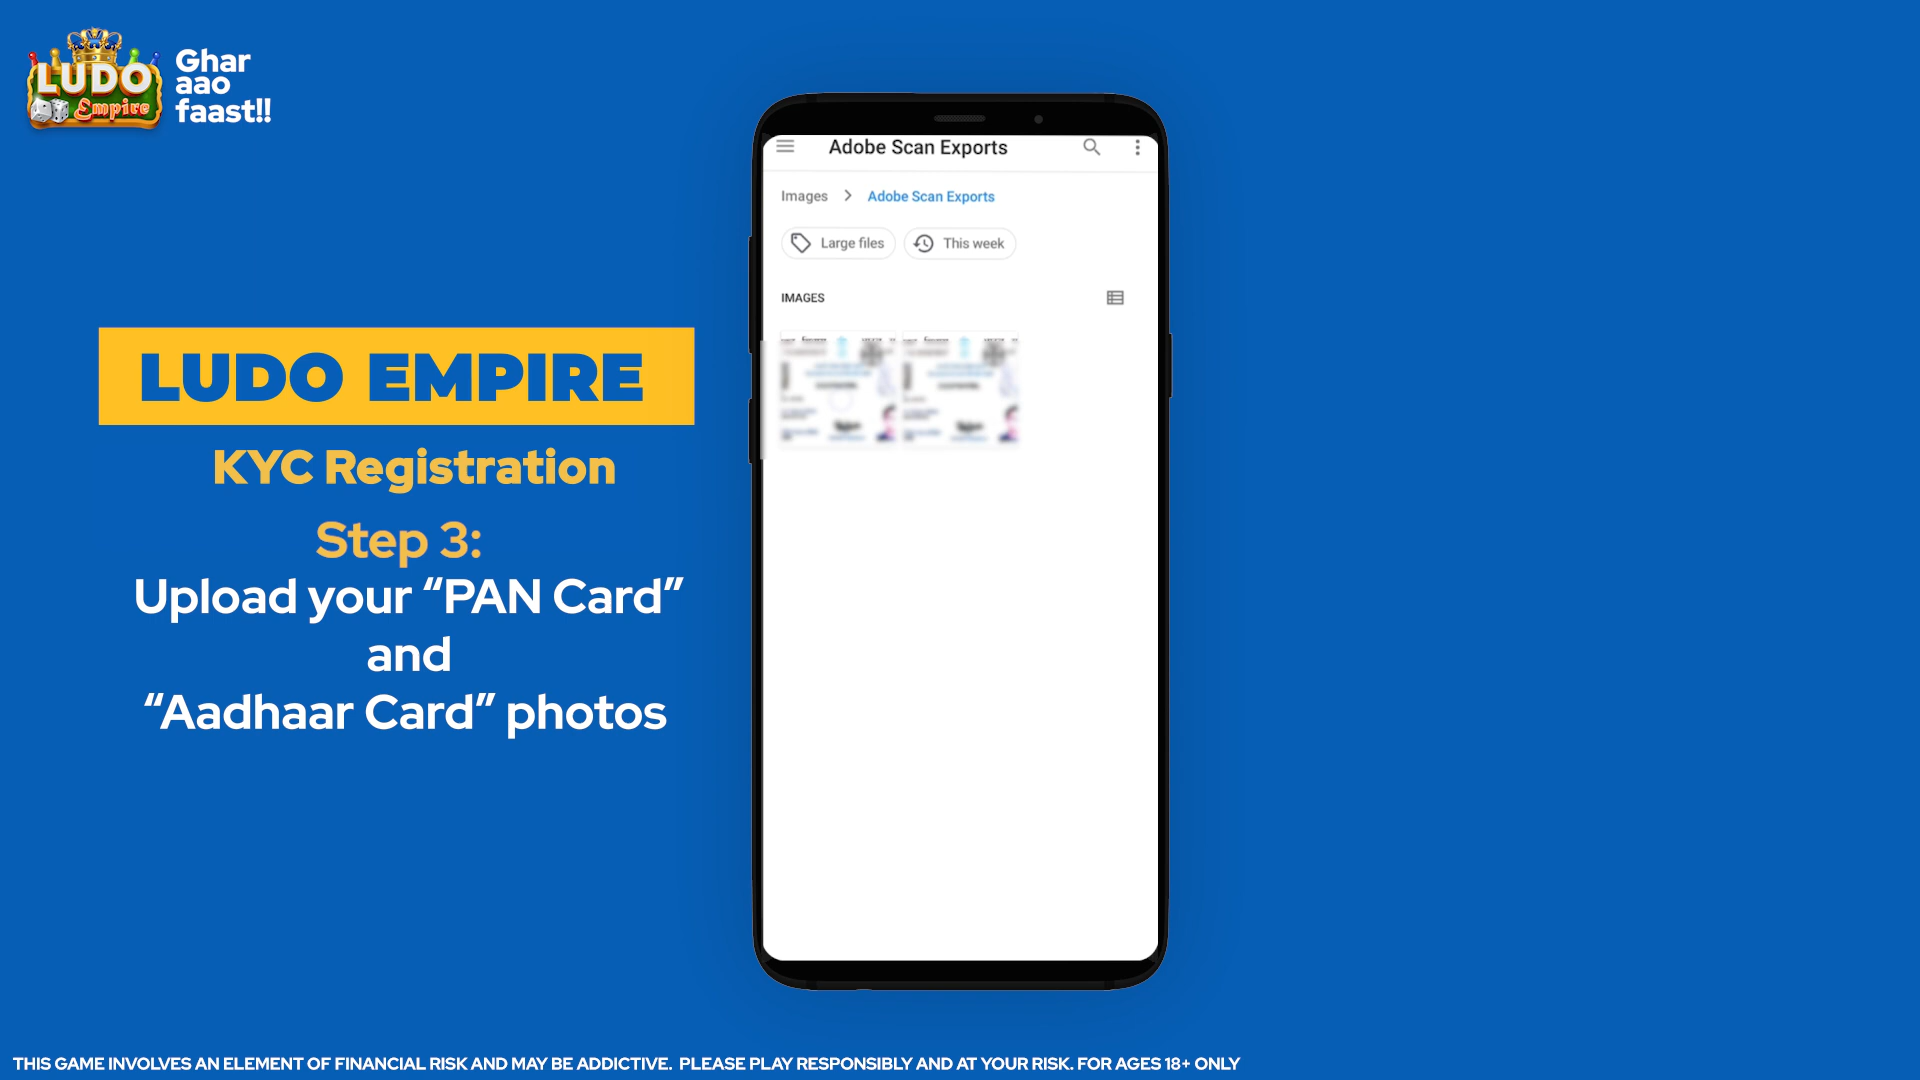 LUDO
Empire
Ghar
aao
faast!!
LUDO EMPIRE
KYC Registration
Step 3:
Upload your “PAN Card”
and
“Aadhaar Card” photos
Adobe Scan Exports
Images > Adobe Scan Exports
Large files This week
IMAGES
THIS GAME INVOLVES AN ELEMENT OF FINANCIAL RISK AND MAY BE ADDICTIVE. PLEASE PLAY RESPONSIBLY AND AT YOUR RISK. FOR AGES 18+ ONLY